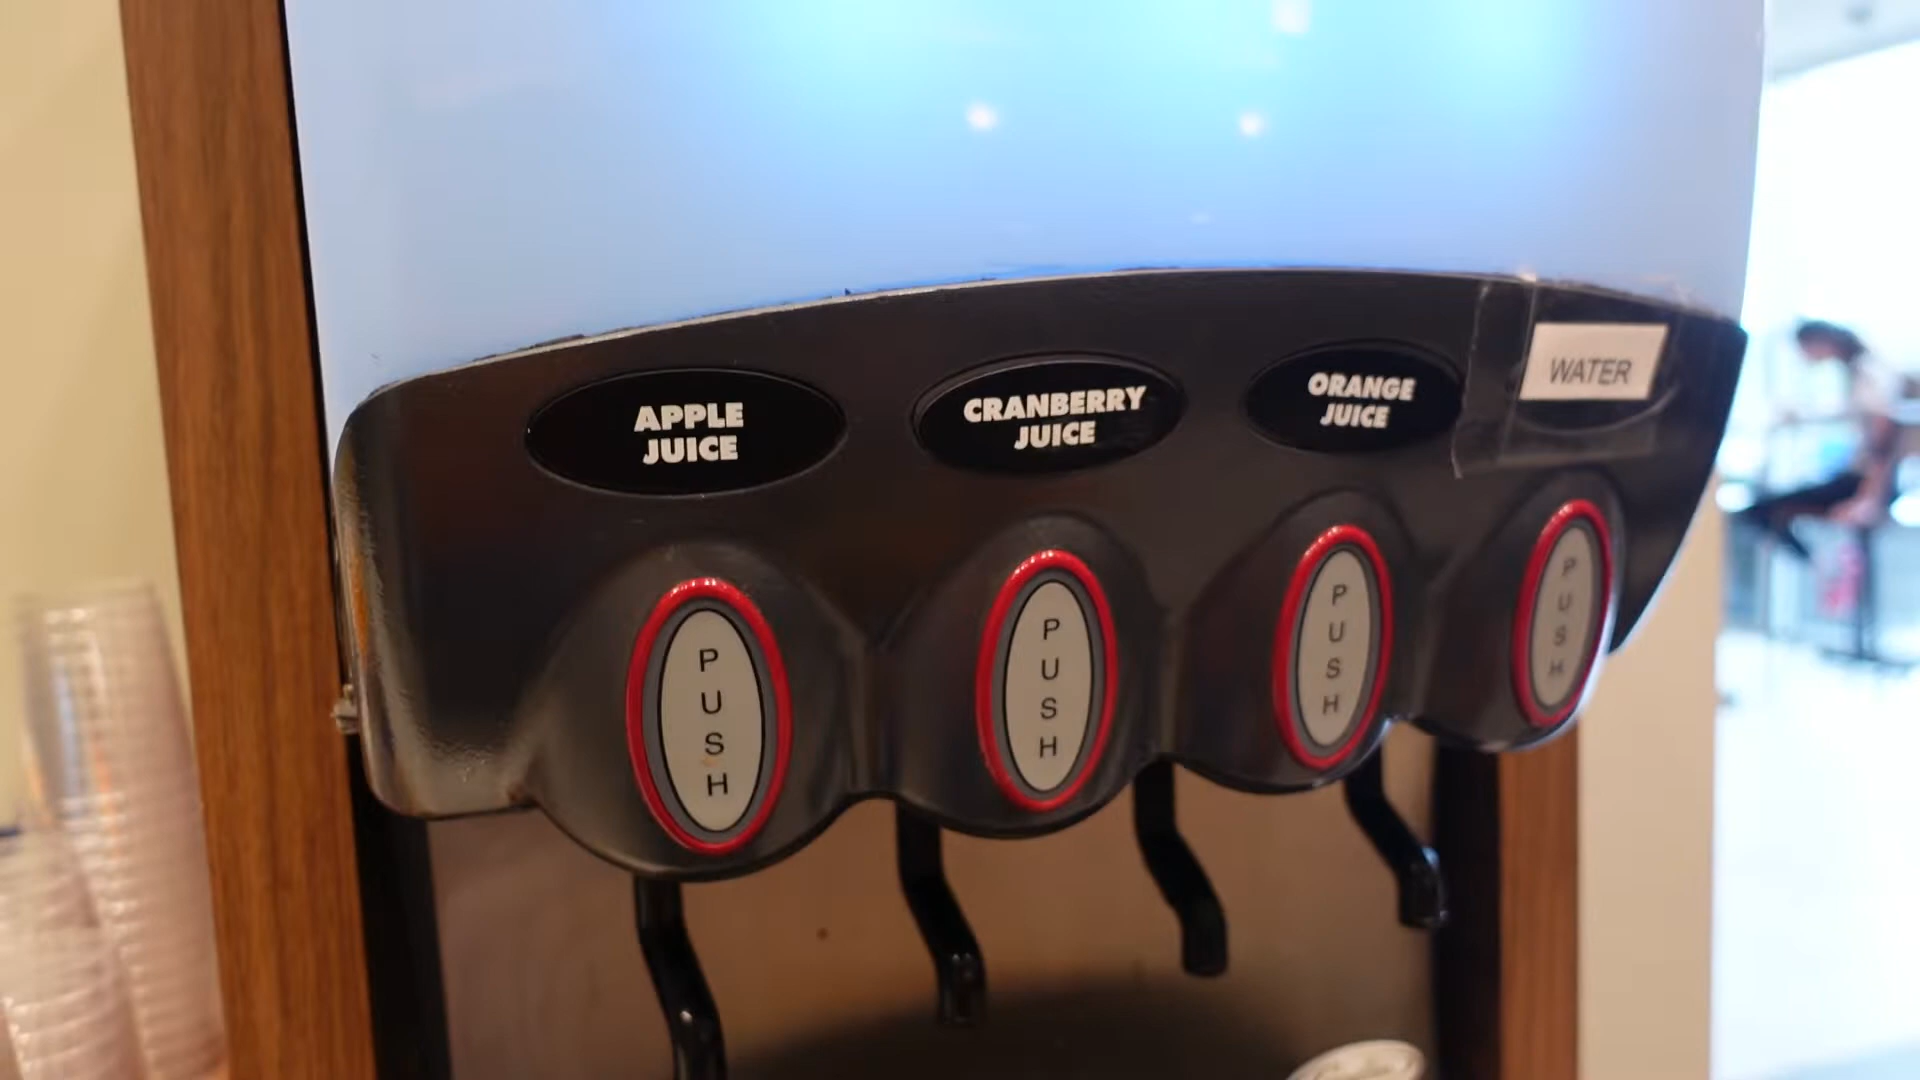 APPLE
JUICE
CRANBERRY
JUICE
ORANGE
JUICE
WATER
PUSH
PUSH
PUSH
PUSH